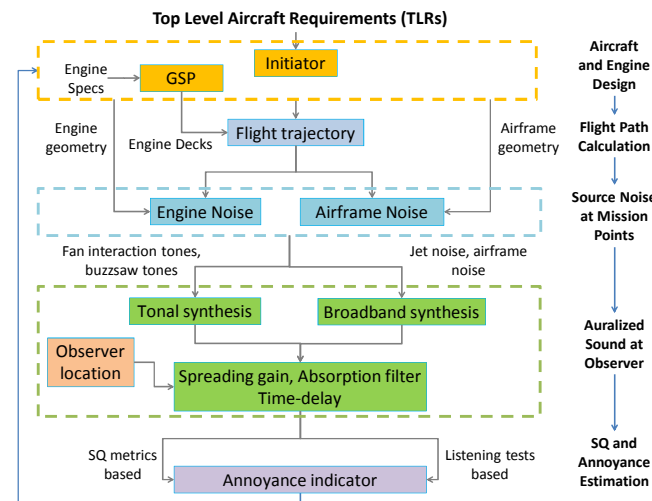 Top Level Aircraft Requirements (TLRs)
Engine
Specs
GSP
Initiator
Aircraft
and Engine
Design
Engine
geometry
Engine Decks
Flight trajectory
Airframe
geometry
Flight Path
Calculation
Engine Noise
Airframe Noise
Source Noise
at Mission
Points
Fan interaction tones,
buzzsaw tones
Jet noise, airframe
noise
Tonal synthesis
Broadband synthesis
Observer
location
Spreading gain, Absorption filter
Time-delay
Auralized
Sound at
Observer
SQ metrics
based
Listening tests
based
Annoyance indicator
SQ and
Annoyance
Estimation